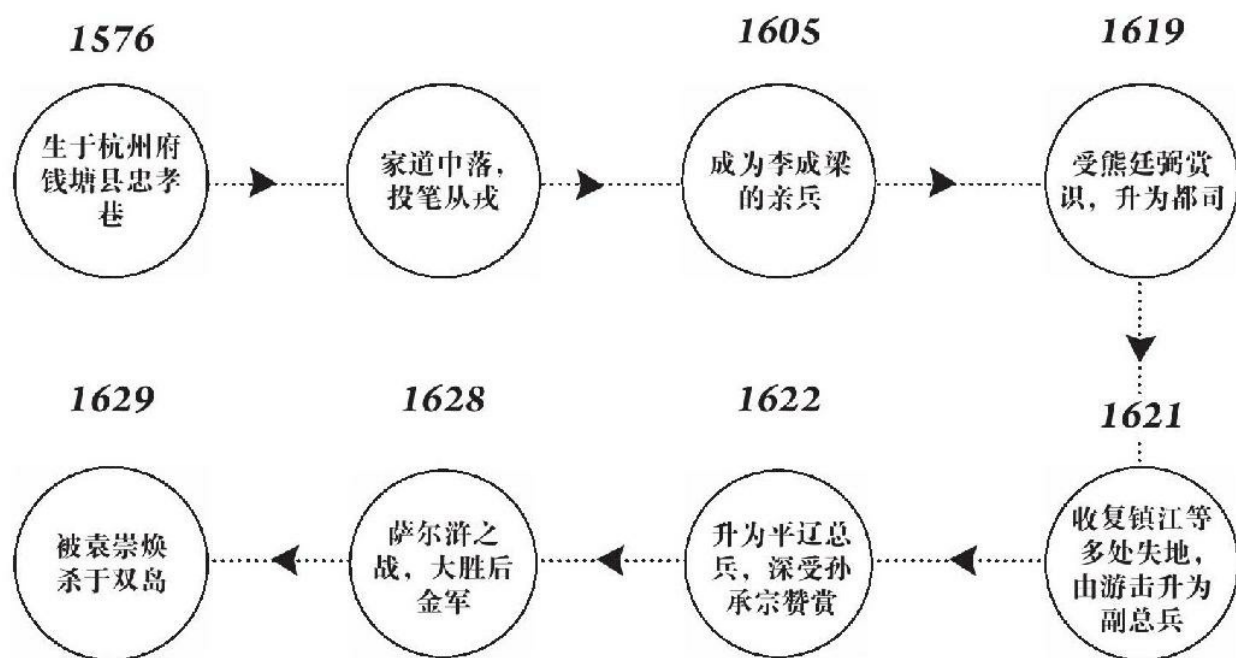 1576
生于杭州府
钱塘县忠孝
巷
家道中落，
投笔从戎
1605
成为李成梁
的亲兵
1619
受熊廷弼赏
识，升为都司
1621
收复镇江等
多处失地，
由游击升为
副总兵
1622
升为平辽总
兵，深受孙
承宗赞赏
1628
萨尔浒之
战，大胜后
金军
1629
被袁崇焕
杀于双岛